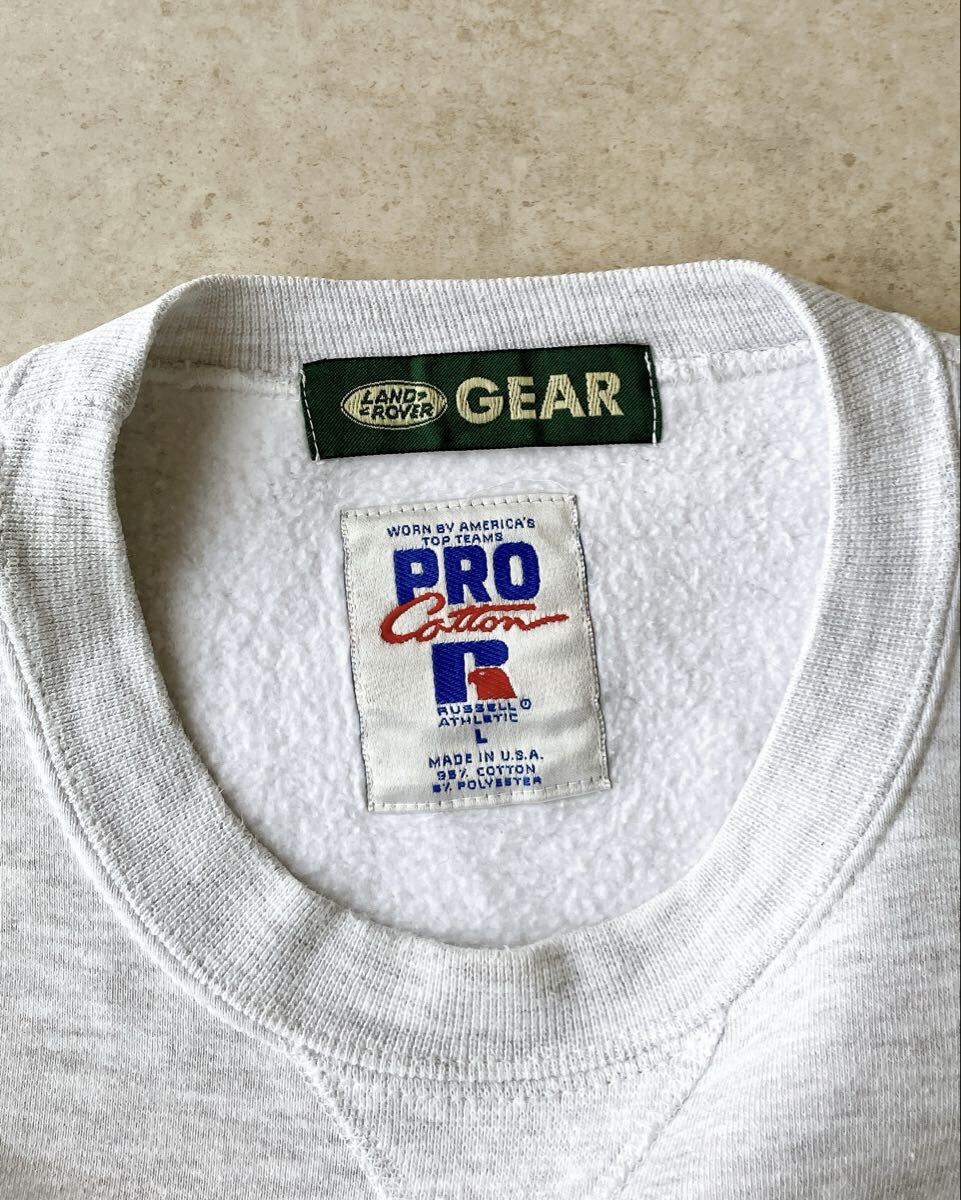 LAND-
ROVER
GEAR
WORN BY AMERICA'S
TOP TEAMS
PRO
Cotton
R
RUSSELL®
ATHLETIC
L
MADE IN U.S.A.
95% COTTON
5% POLYESTER